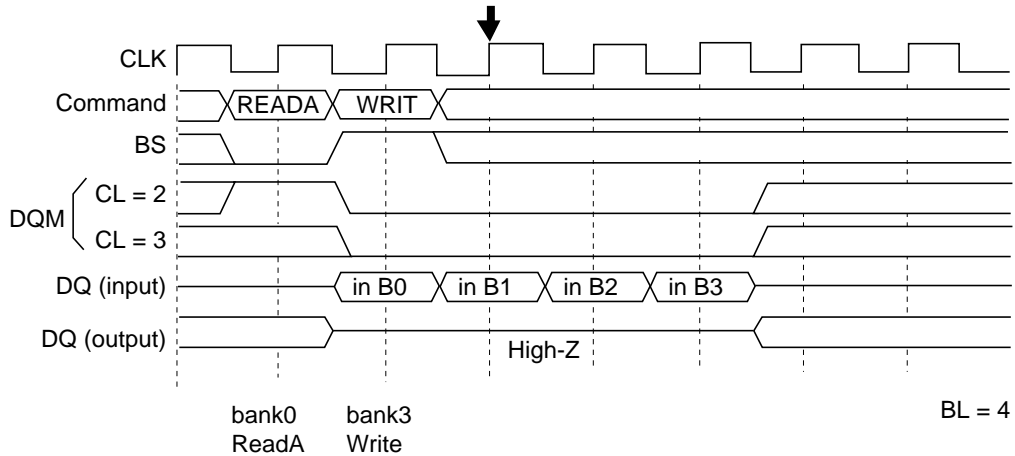 CLK
Command READA WRIT
BS
DQM CL = 2
CL = 3
DQ (input) in B0 in B1 in B2 in B3
DQ (output) High-Z
bank0 bank3 BL = 4
ReadA Write